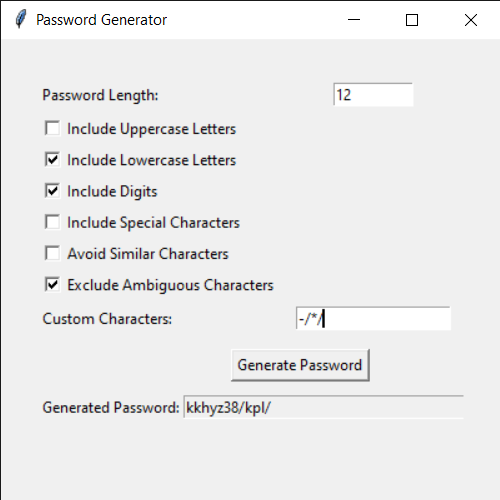 Password Generator
Password Length: 12
Include Uppercase Letters
Include Lowercase Letters
Include Digits
Include Special Characters
Avoid Similar Characters
Exclude Ambiguous Characters
Custom Characters: -/*/
Generate Password
Generated Password: kkhyz38/kpl/